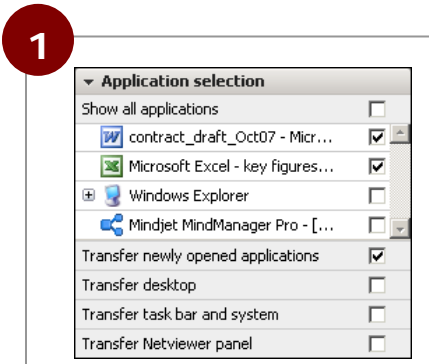 1
Application selection
Show all applications
contract_draft_Oct07 - Micr...
Microsoft Excel - key figures...
Windows Explorer
Mindjet MindManager Pro - [...
Transfer newly opened applications
Transfer desktop
Transfer task bar and system
Transfer Netviewer panel